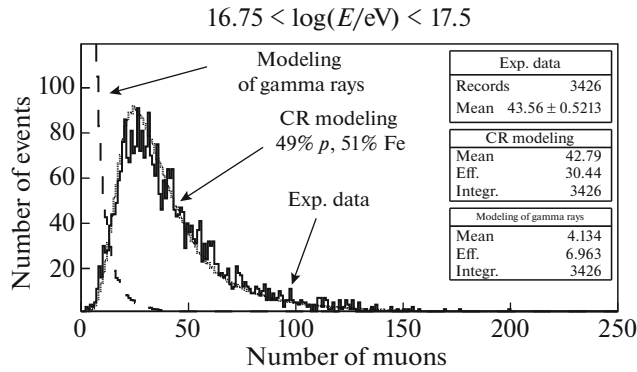 16.75 < log(E/eV) < 17.5
Number of events
100
80
60
40
20
0
50
100
150
200
250
Number of muons
Modeling
of gamma rays
CR modeling
49% p, 51% Fe
Exp. data
Exp. data
Records 3426
Mean 43.56 ± 0.5213
CR modeling
Mean 42.79
Eff. 30.44
Integr. 3426
Modeling of gamma rays
Mean 4.134
Eff. 6.963
Integr. 3426